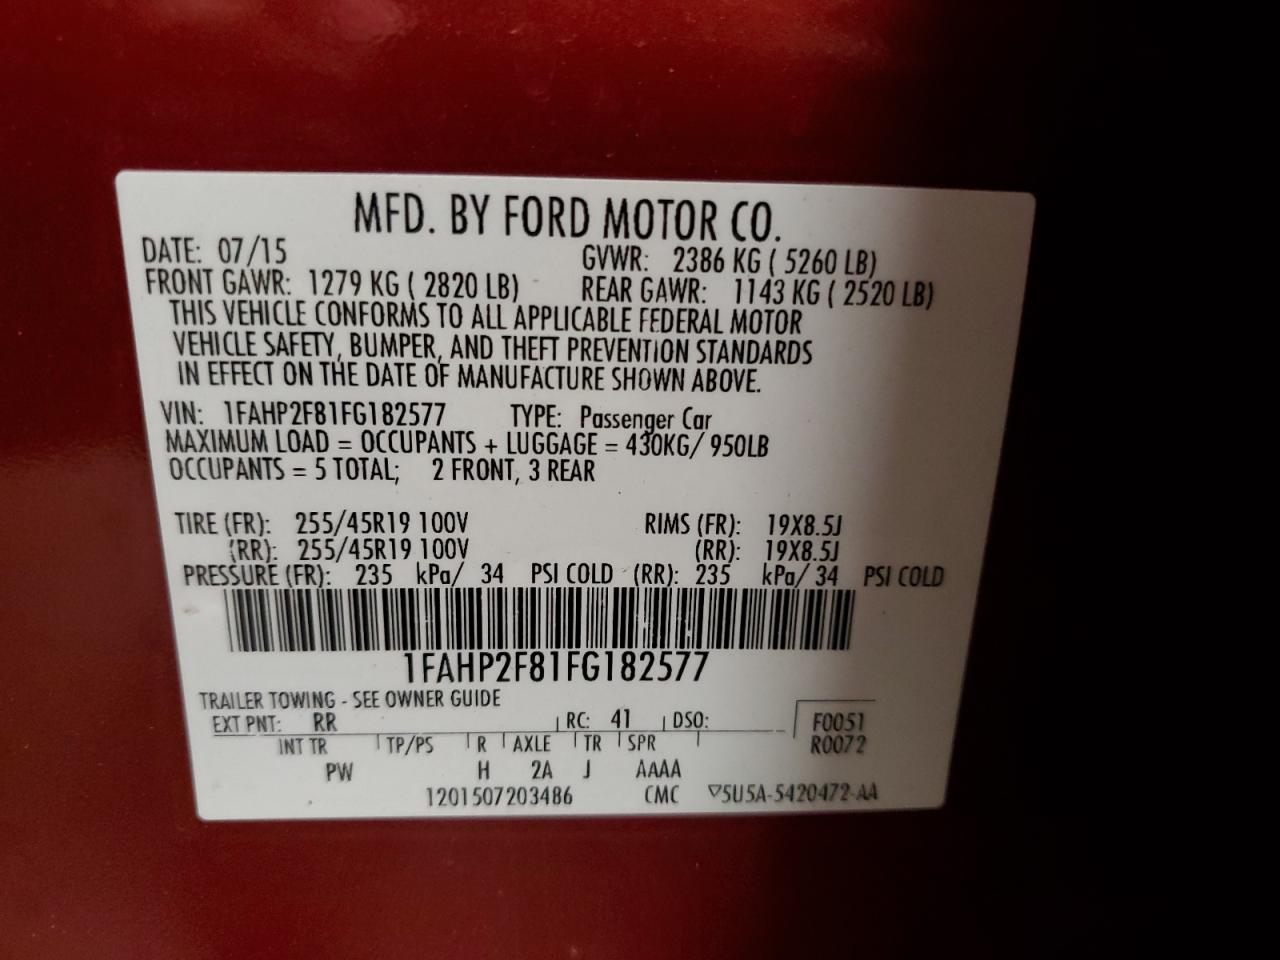 MFD. BY FORD MOTOR CO.
DATE: 07/15 GVWR: 2386 KG ( 5260 LB)
FRONT GAWR: 1279 KG ( 2820 LB) REAR GAWR: 1143 KG ( 2520 LB)
THIS VEHICLE CONFORMS TO ALL APPLICABLE FEDERAL MOTOR
VEHICLE SAFETY, BUMPER, AND THEFT PREVENTION STANDARDS
IN EFFECT ON THE DATE OF MANUFACTURE SHOWN ABOVE.
VIN: 1FAHP2F81FG182577 TYPE: Passenger Car
MAXIMUM LOAD = OCCUPANTS + LUGGAGE = 430KG/ 950LB
OCCUPANTS = 5 TOTAL; 2 FRONT, 3 REAR
TIRE (FR): 255/45R19 100V RIMS (FR): 19X8.5J
(RR): 255/45R19 100V (RR): 19X8.5J
PRESSURE (FR): 235 kPa/ 34 PSI COLD (RR): 235 kPa/ 34 PSI COLD
1FAHP2F81FG182577
TRAILER TOWING - SEE OWNER GUIDE
EXT PNT: RR RC: 41 DSO: F0051
INT TR TP/PS R AXLE TR SPR R0072
PW H 2A J AAAA
1201507203486 CMC ▽5U5A-5420472-AA